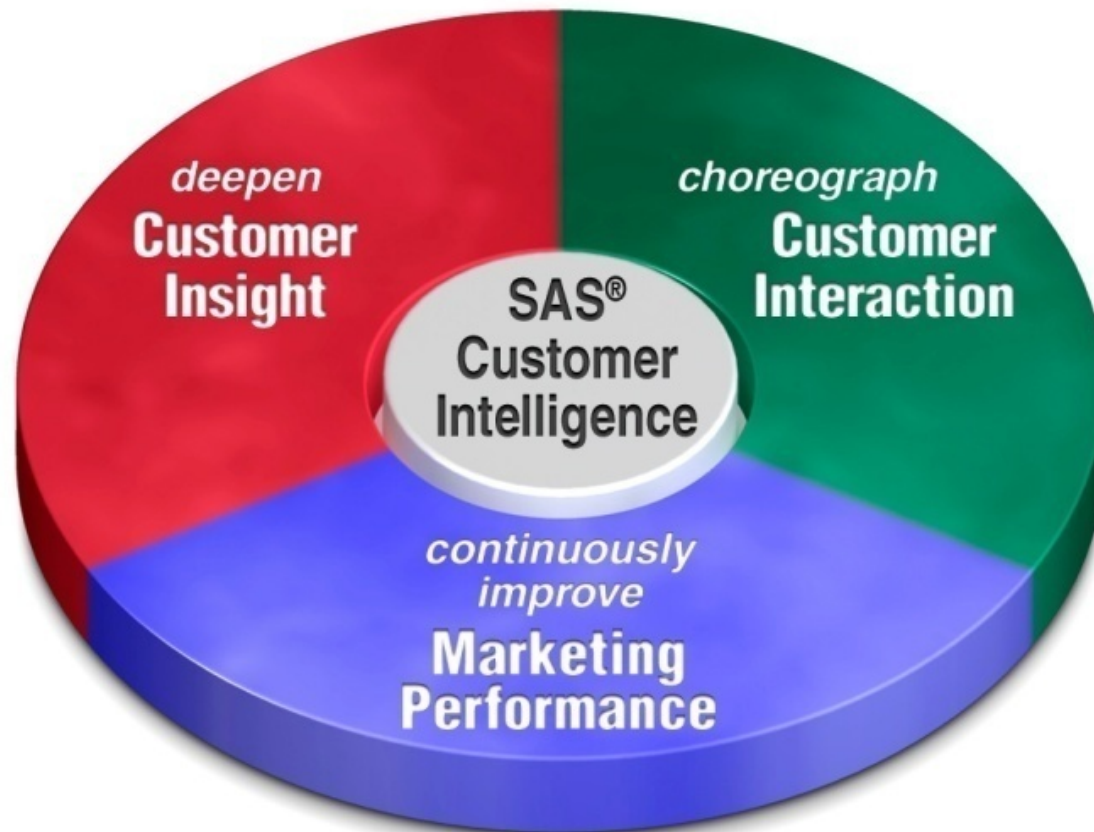 deepen
Customer
Insight
choreograph
Customer
Interaction
SAS®
Customer
Intelligence
continuously
improve
Marketing
Performance